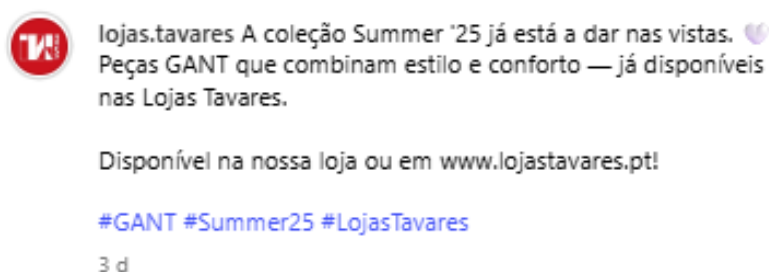 lojas.tavares A coleção Summer '25 já está a dar nas vistas. 🤍
Peças GANT que combinam estilo e conforto — já disponíveis
nas Lojas Tavares.
Disponível na nossa loja ou em www.lojastavares.pt!
#GANT #Summer25 #LojasTavares
3 d